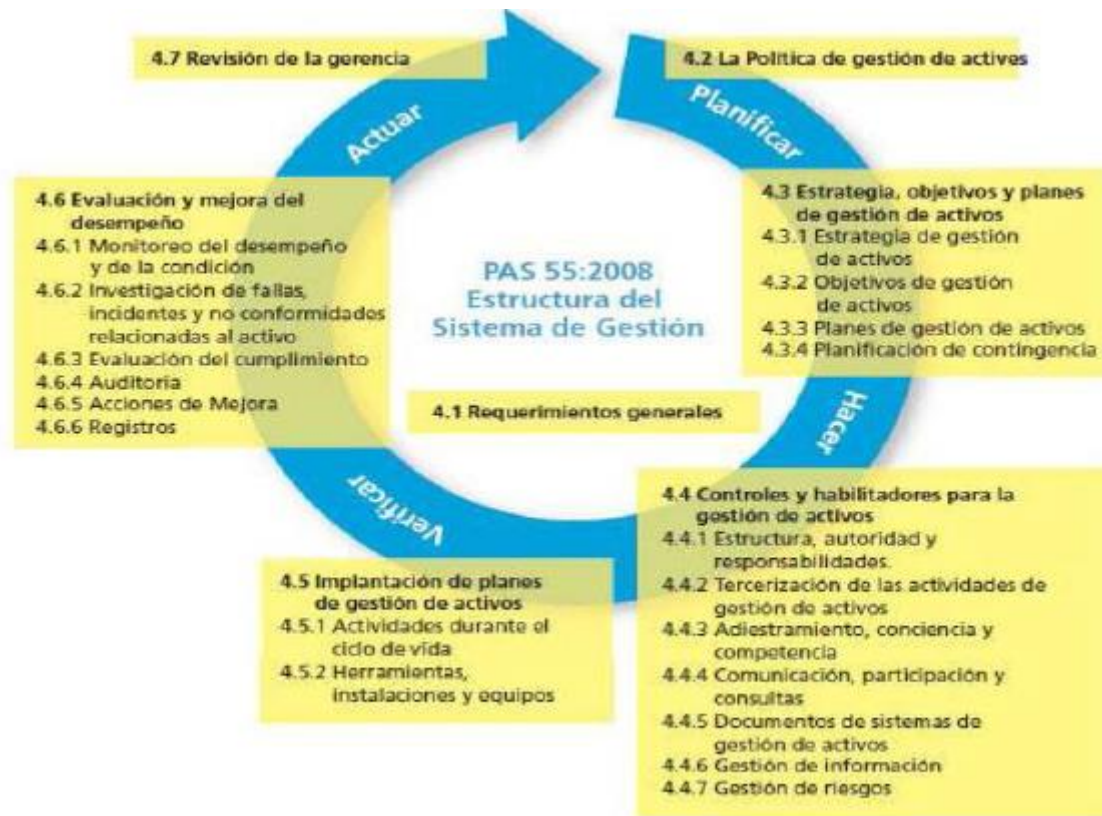 4.7 Revisión de la gerencia
4.2 La Política de gestión de actives
Actuar
Planificar
4.3 Estrategia, objetivos y planes
de gestión de activos
4.3.1 Estrategia de gestión
de activos
4.3.2 Objetivos de gestión
de activos
4.3.3 Planes de gestión de activos
4.3.4 Planificación de contingencia
4.6 Evaluación y mejora del
desempeño
4.6.1 Monitoreo del desempeño
y de la condición
4.6.2 Investigación de fallas,
incidentes y no conformidades
relacionadas al activo
4.6.3 Evaluación del cumplimiento
4.6.4 Auditoria
4.6.5 Acciones de Mejora
4.6.6 Registros
PAS 55:2008
Estructura del
Sistema de Gestión
4.1 Requerimientos generales
Hacer
Verificar
4.4 Controles y habilitadores para la
gestión de activos
4.4.1 Estructura, autoridad y
responsabilidades.
4.4.2 Tercerización de las actividades de
gestión de activos
4.4.3 Adiestramiento, conciencia y
competencia
4.4.4 Comunicación, participación y
consultas
4.4.5 Documentos de sistemas de
gestión de activos
4.4.6 Gestión de información
4.4.7 Gestión de riesgos
4.5 Implantación de planes
de gestión de activos
4.5.1 Actividades durante el
ciclo de vida
4.5.2 Herramientas,
instalaciones y equipos